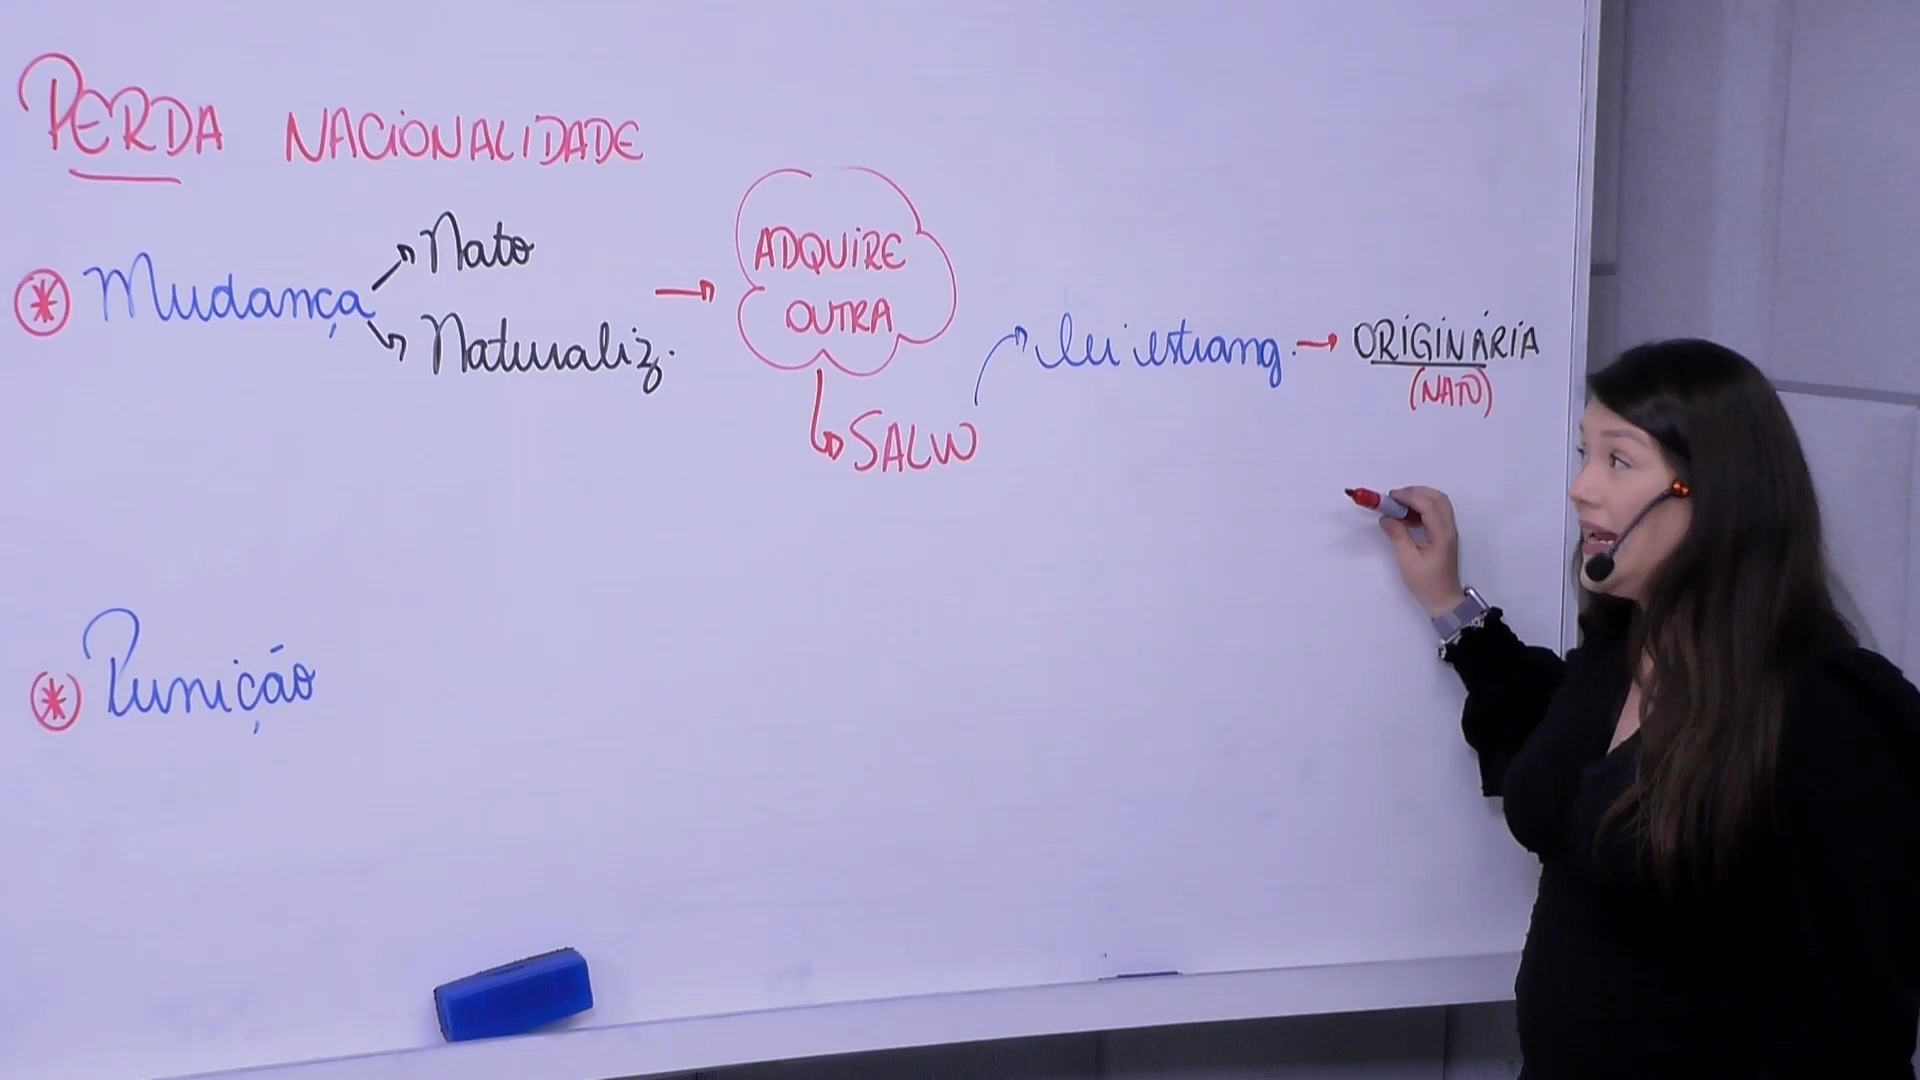 PERDA NACIONALIDADE
* Mudança → Nato
→ Naturaliz. → ADQUIRE OUTRA
→ SALVO → lei estrang. → ORIGINÁRIA
(NATO)
* Punição